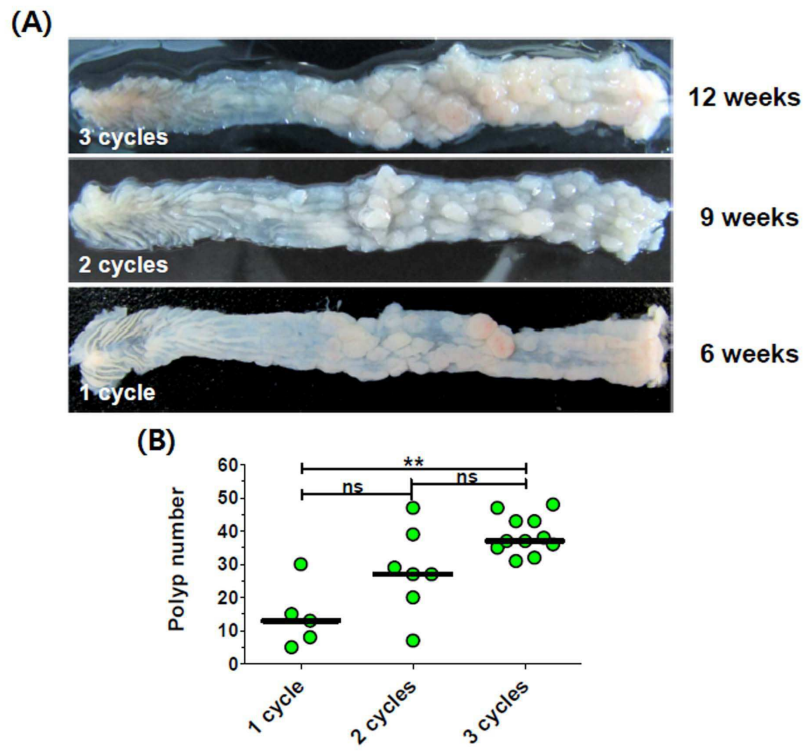 (A)
3 cycles
12 weeks
2 cycles
9 weeks
1 cycle
6 weeks
(B)
Polyp number
60
50
40
30
20
10
0
**
ns
ns
1 cycle
2 cycles
3 cycles